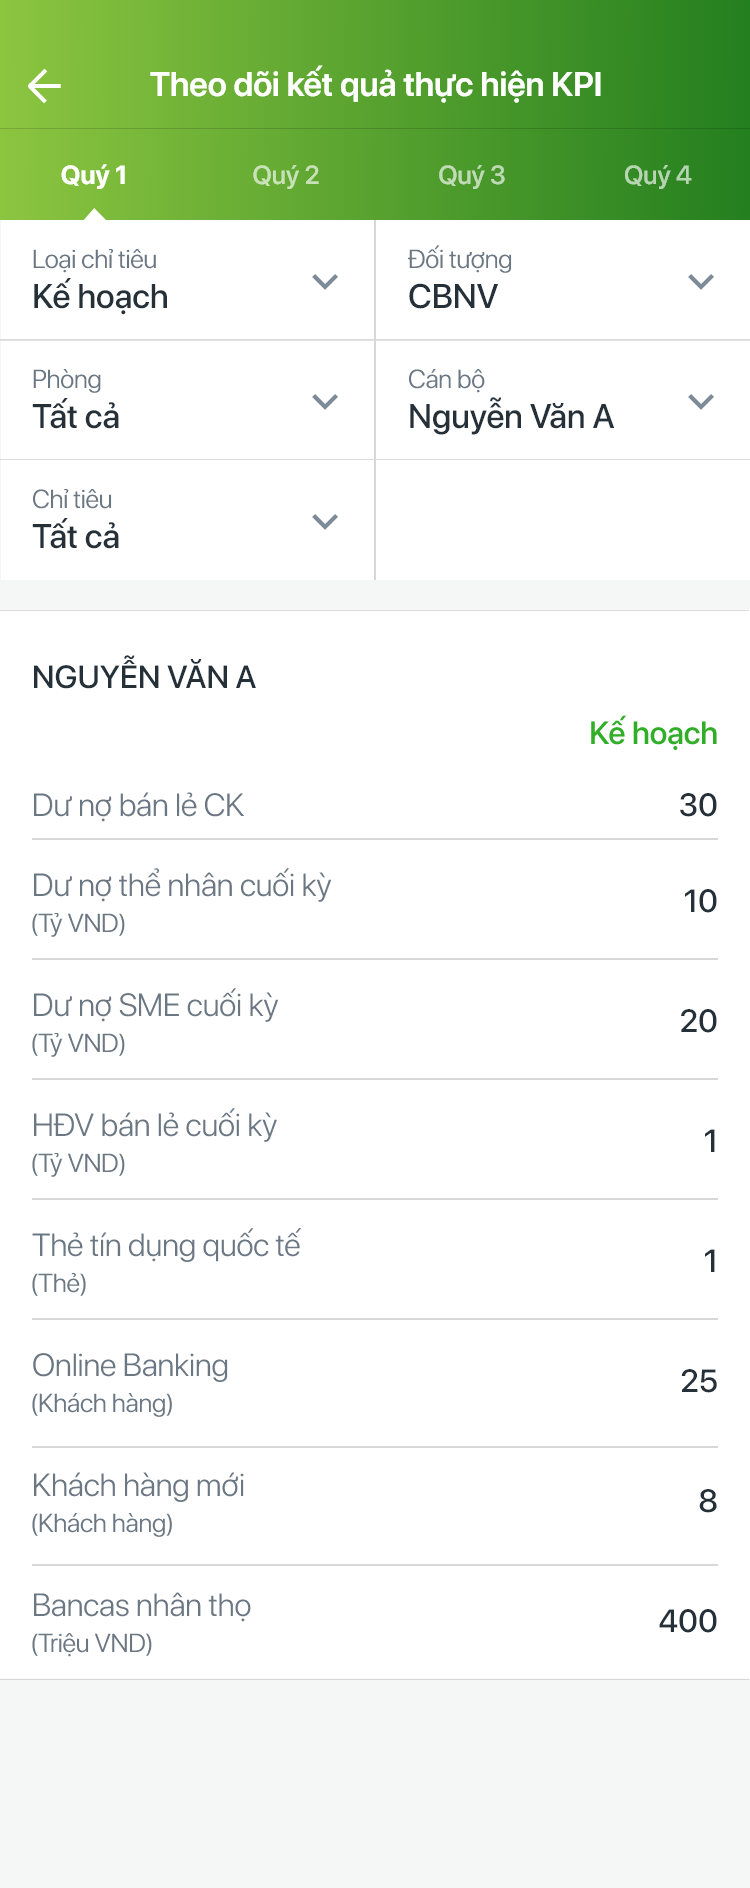 Theo dõi kết quả thực hiện KPI
Quý 1 Quý 2 Quý 3 Quý 4
Loại chỉ tiêu Đối tượng
Kế hoạch CBNV
Phòng Cán bộ
Tất cả Nguyễn Văn A
Chỉ tiêu
Tất cả
NGUYỄN VĂN A
Kế hoạch
Dư nợ bán lẻ CK 30
Dư nợ thể nhân cuối kỳ
(Tỷ VND) 10
Dư nợ SME cuối kỳ
(Tỷ VND) 20
HĐV bán lẻ cuối kỳ
(Tỷ VND) 1
Thẻ tín dụng quốc tế
(Thẻ) 1
Online Banking
(Khách hàng) 25
Khách hàng mới
(Khách hàng) 8
Bancas nhân thọ
(Triệu VND) 400